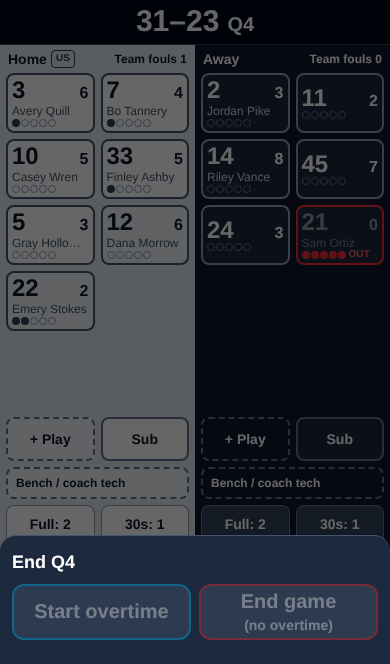 31–23 Q4
Home US Team fouls 1
3 6
Avery Quill
7 4
Bo Tannery
10 5
Casey Wren
33 5
Finley Ashby
5 3
Gray Hollo…
12 6
Dana Morrow
22 2
Emery Stokes
+ Play Sub
Bench / coach tech
Full: 2 30s: 1
Away Team fouls 0
2 3
Jordan Pike
11 2
14 8
Riley Vance
45 7
24 3
21 0
Sam Ortiz
OUT
+ Play Sub
Bench / coach tech
Full: 2 30s: 1
End Q4
Start overtime
End game
(no overtime)